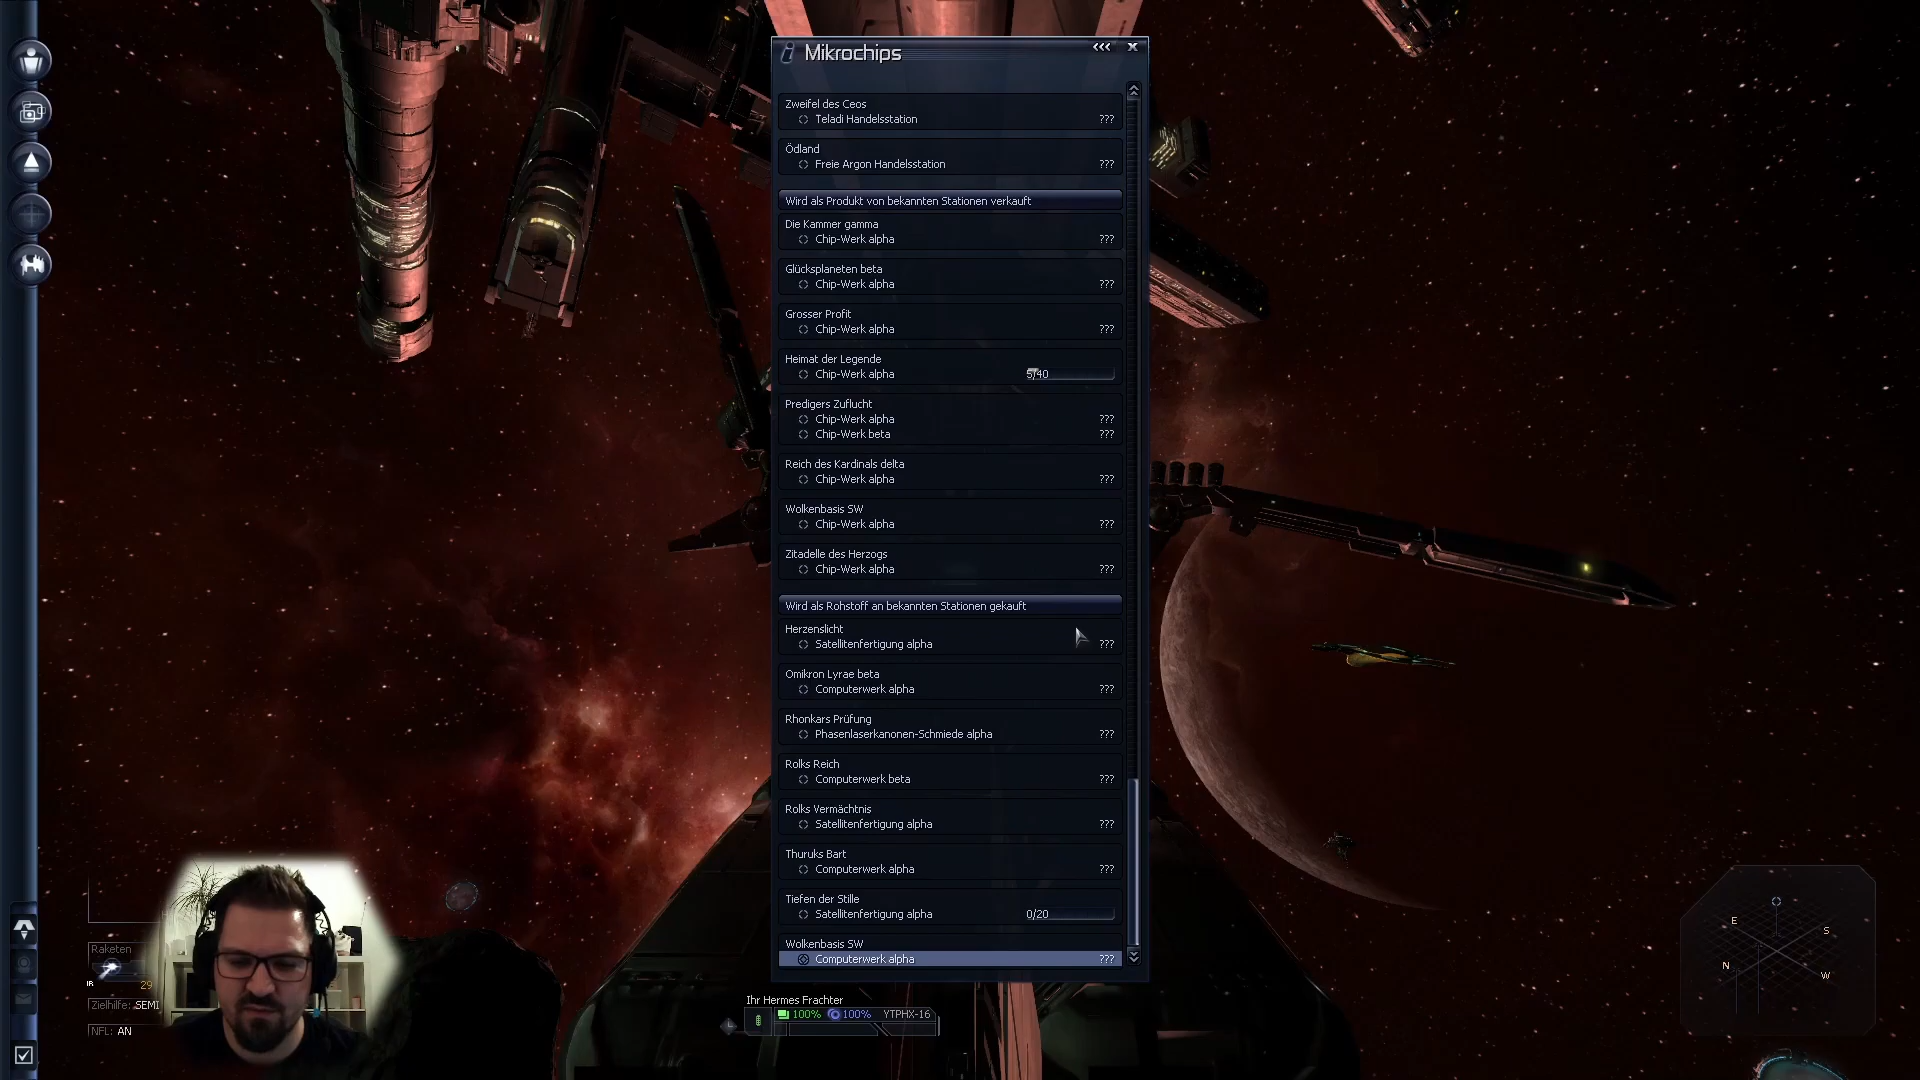 Mikrochips
Zweifel des Ceos
Teladi Handelsstation ???
Ödland
Freie Argon Handelsstation ???
Wird als Produkt von bekannten Stationen verkauft
Die Kammer gamma
Chip-Werk alpha ???
Glücksplaneten beta
Chip-Werk alpha ???
Grosser Profit
Chip-Werk alpha ???
Heimat der Legende
Chip-Werk alpha 5/40
Predigers Zuflucht
Chip-Werk alpha ???
Chip-Werk beta ???
Reich des Kardinals delta
Chip-Werk alpha ???
Wolkenbasis SW
Chip-Werk alpha ???
Zitadelle des Herzogs
Chip-Werk alpha ???
Wird als Rohstoff an bekannten Stationen gekauft
Herzenslicht
Satellitenfertigung alpha ???
Omikron Lyrae beta
Computerwerk alpha ???
Rhonkars Prüfung
Phasenlaserkanonen-Schmiede alpha ???
Rolks Reich
Computerwerk beta ???
Rolks Vermächtnis
Satellitenfertigung alpha ???
Thuruks Bart
Computerwerk alpha ???
Tiefen der Stille
Satellitenfertigung alpha 0/20
Wolkenbasis SW
Computerwerk alpha ???
Raketen
29
Zielhilfe: SEMI
NFL: AN
Ihr Hermes Frachter
100% 100% YTPHX-16
E
S
N
W